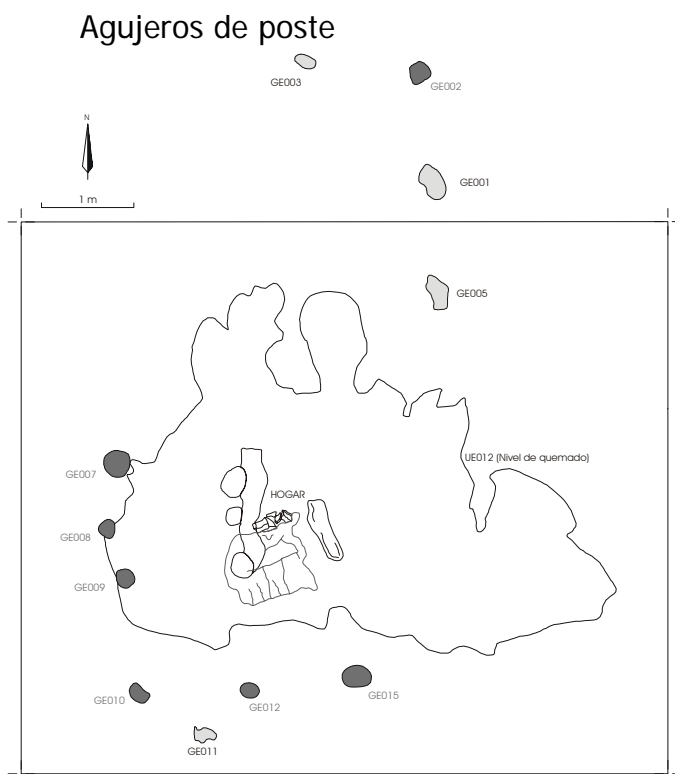 Agujeros de poste
GE003
GE002
N
1 m
GE001
GE005
UE012 (Nivel de quemado)
GE007
HOGAR
GE008
GE009
GE010
GE012
GE015
GE011